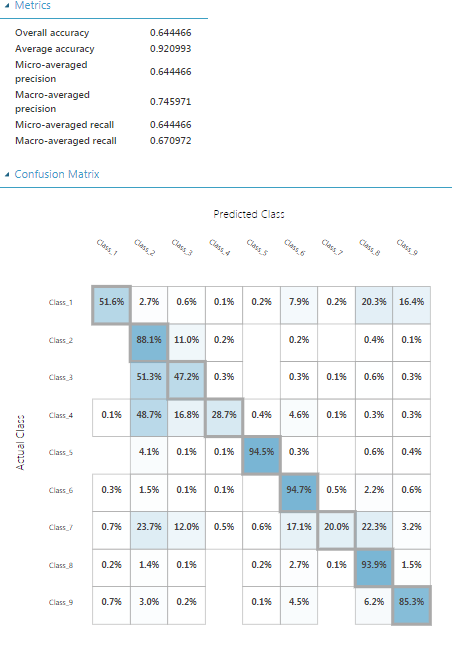 Metrics
Overall accuracy 0.644466
Average accuracy 0.920993
Micro-averaged
precision 0.644466
Macro-averaged
precision 0.745971
Micro-averaged recall 0.644466
Macro-averaged recall 0.670972
Confusion Matrix
Predicted Class
Class_1 Class_2 Class_3 Class_4 Class_5 Class_6 Class_7 Class_8 Class_9
Actual Class
Class_1 51.6% 2.7% 0.6% 0.1% 0.2% 7.9% 0.2% 20.3% 16.4%
Class_2 88.1% 11.0% 0.2% 0.2% 0.4% 0.1%
Class_3 51.3% 47.2% 0.3% 0.3% 0.1% 0.6% 0.3%
Class_4 0.1% 48.7% 16.8% 28.7% 0.4% 4.6% 0.1% 0.3% 0.3%
Class_5 4.1% 0.1% 0.1% 94.5% 0.3% 0.6% 0.4%
Class_6 0.3% 1.5% 0.1% 0.1% 94.7% 0.5% 2.2% 0.6%
Class_7 0.7% 23.7% 12.0% 0.5% 0.6% 17.1% 20.0% 22.3% 3.2%
Class_8 0.2% 1.4% 0.1% 0.2% 2.7% 0.1% 93.9% 1.5%
Class_9 0.7% 3.0% 0.2% 0.1% 4.5% 6.2% 85.3%